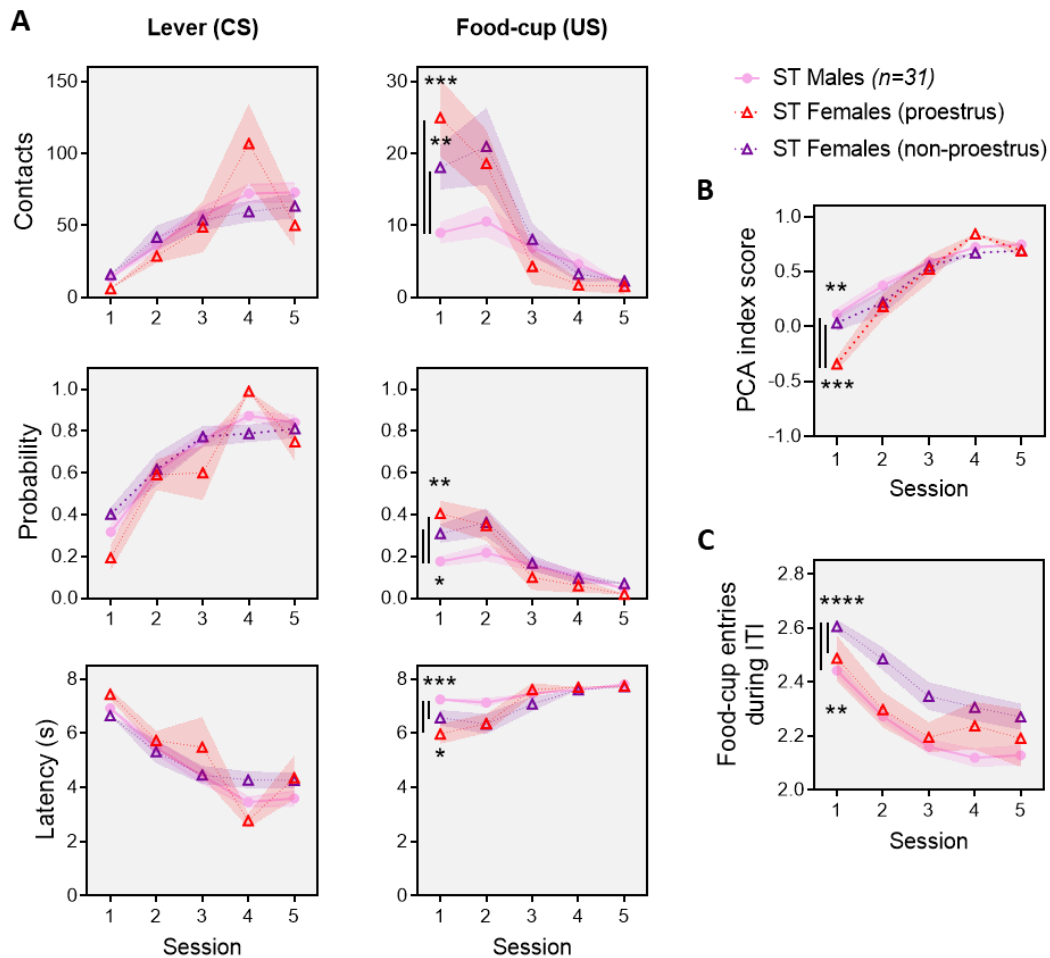 A
Lever (CS)
Food-cup (US)
ST Males (n=31)
ST Females (proestrus)
ST Females (non-proestrus)
Contacts
150
100
50
0
1 2 3 4 5
30
20
10
0
***
**
1 2 3 4 5
B
PCA index score
1.0
0.5
0.0
-0.5
-1.0
**
***
1 2 3 4 5
Session
Probability
1.0
0.8
0.6
0.4
0.2
0.0
1 2 3 4 5
1.0
0.8
0.6
0.4
0.2
0.0
**
*
1 2 3 4 5
C
Food-cup entries
during ITI
2.8
2.6
2.4
2.2
2.0
****
**
1 2 3 4 5
Session
Latency (s)
8
6
4
2
0
1 2 3 4 5
Session
8
6
4
2
0
***
*
1 2 3 4 5
Session